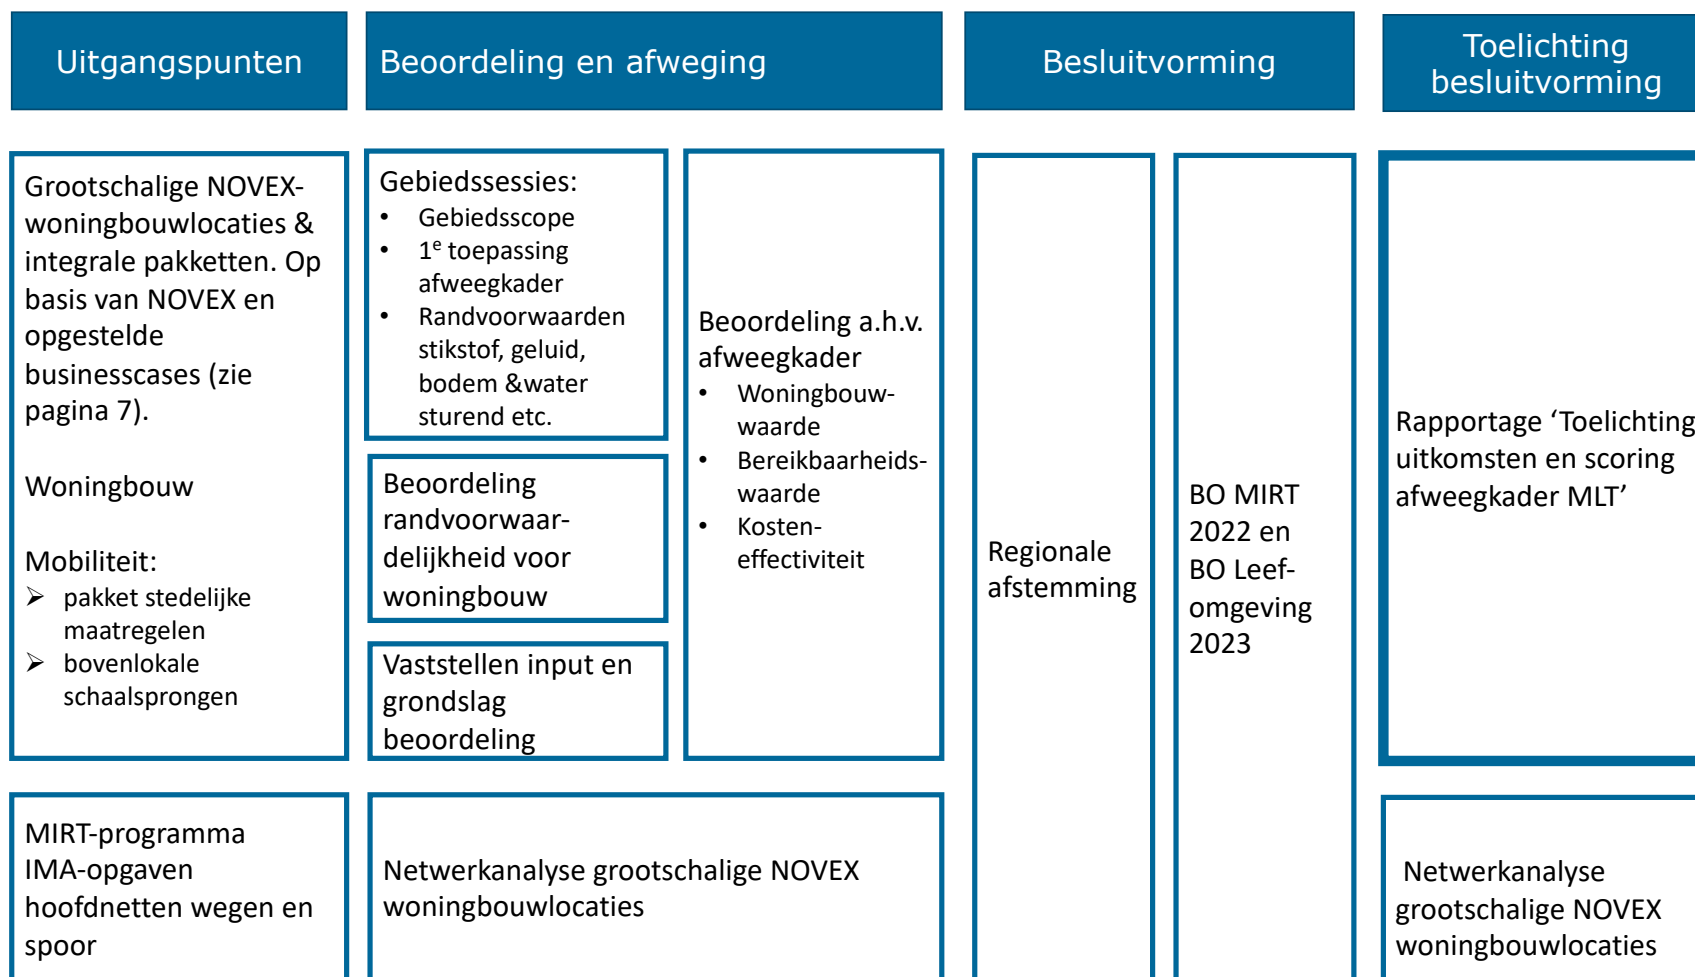 Uitgangspunten
Beoordeling en afweging
Besluitvorming
Toelichting
besluitvorming
Grootschalige NOVEX-
woningbouwlocaties &
integrale pakketten. Op
basis van NOVEX en
opgestelde
businesscases (zie
pagina 7).
Woningbouw
Mobiliteit:
➢ pakket stedelijke
maatregelen
➢ bovenlokale
schaalsprongen
Gebiedssessies:
• Gebiedsscope
• 1e toepassing
afweegkader
• Randvoorwaarden
stikstof, geluid,
bodem &water
sturend etc.
Beoordeling
randvoorwaar-
delijkheid voor
woningbouw
Vaststellen input en
grondslag
beoordeling
Beoordeling a.h.v.
afweegkader
• Woningbouw-
waarde
• Bereikbaarheids-
waarde
• Kosten-
effectiviteit
Regionale
afstemming
BO MIRT
2022 en
BO Leef-
omgeving
2023
Rapportage ‘Toelichting
uitkomsten en scoring
afweegkader MLT’
MIRT-programma
IMA-opgaven
hoofdnetten wegen en
spoor
Netwerkanalyse grootschalige NOVEX
woningbouwlocaties
Netwerkanalyse
grootschalige NOVEX
woningbouwlocaties